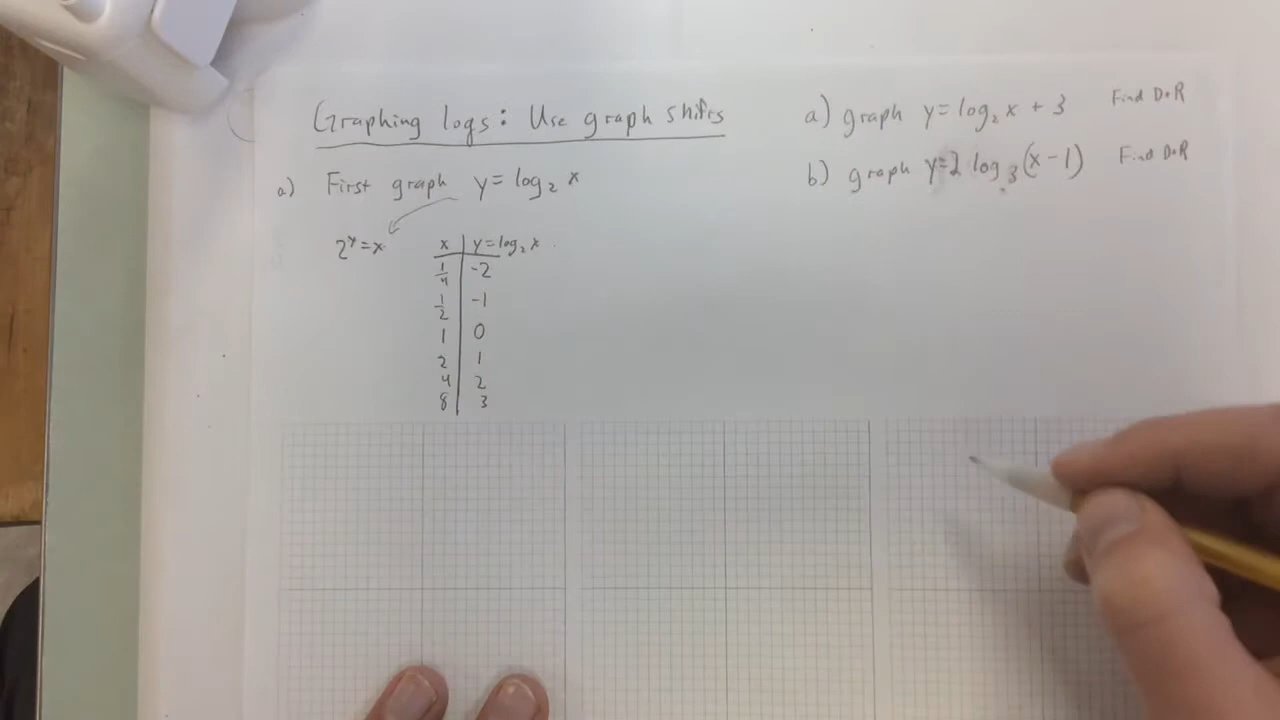 Graphing logs: Use graph shifts
a) First graph y = log₂ x
2^y = x
x | y = log₂ x
1/4 | -2
1/2 | -1
1 | 0
2 | 1
4 | 2
8 | 3
a) graph y = log₂ x + 3 Find D+R
b) graph y=2 log₃(x - 1) Find D+R